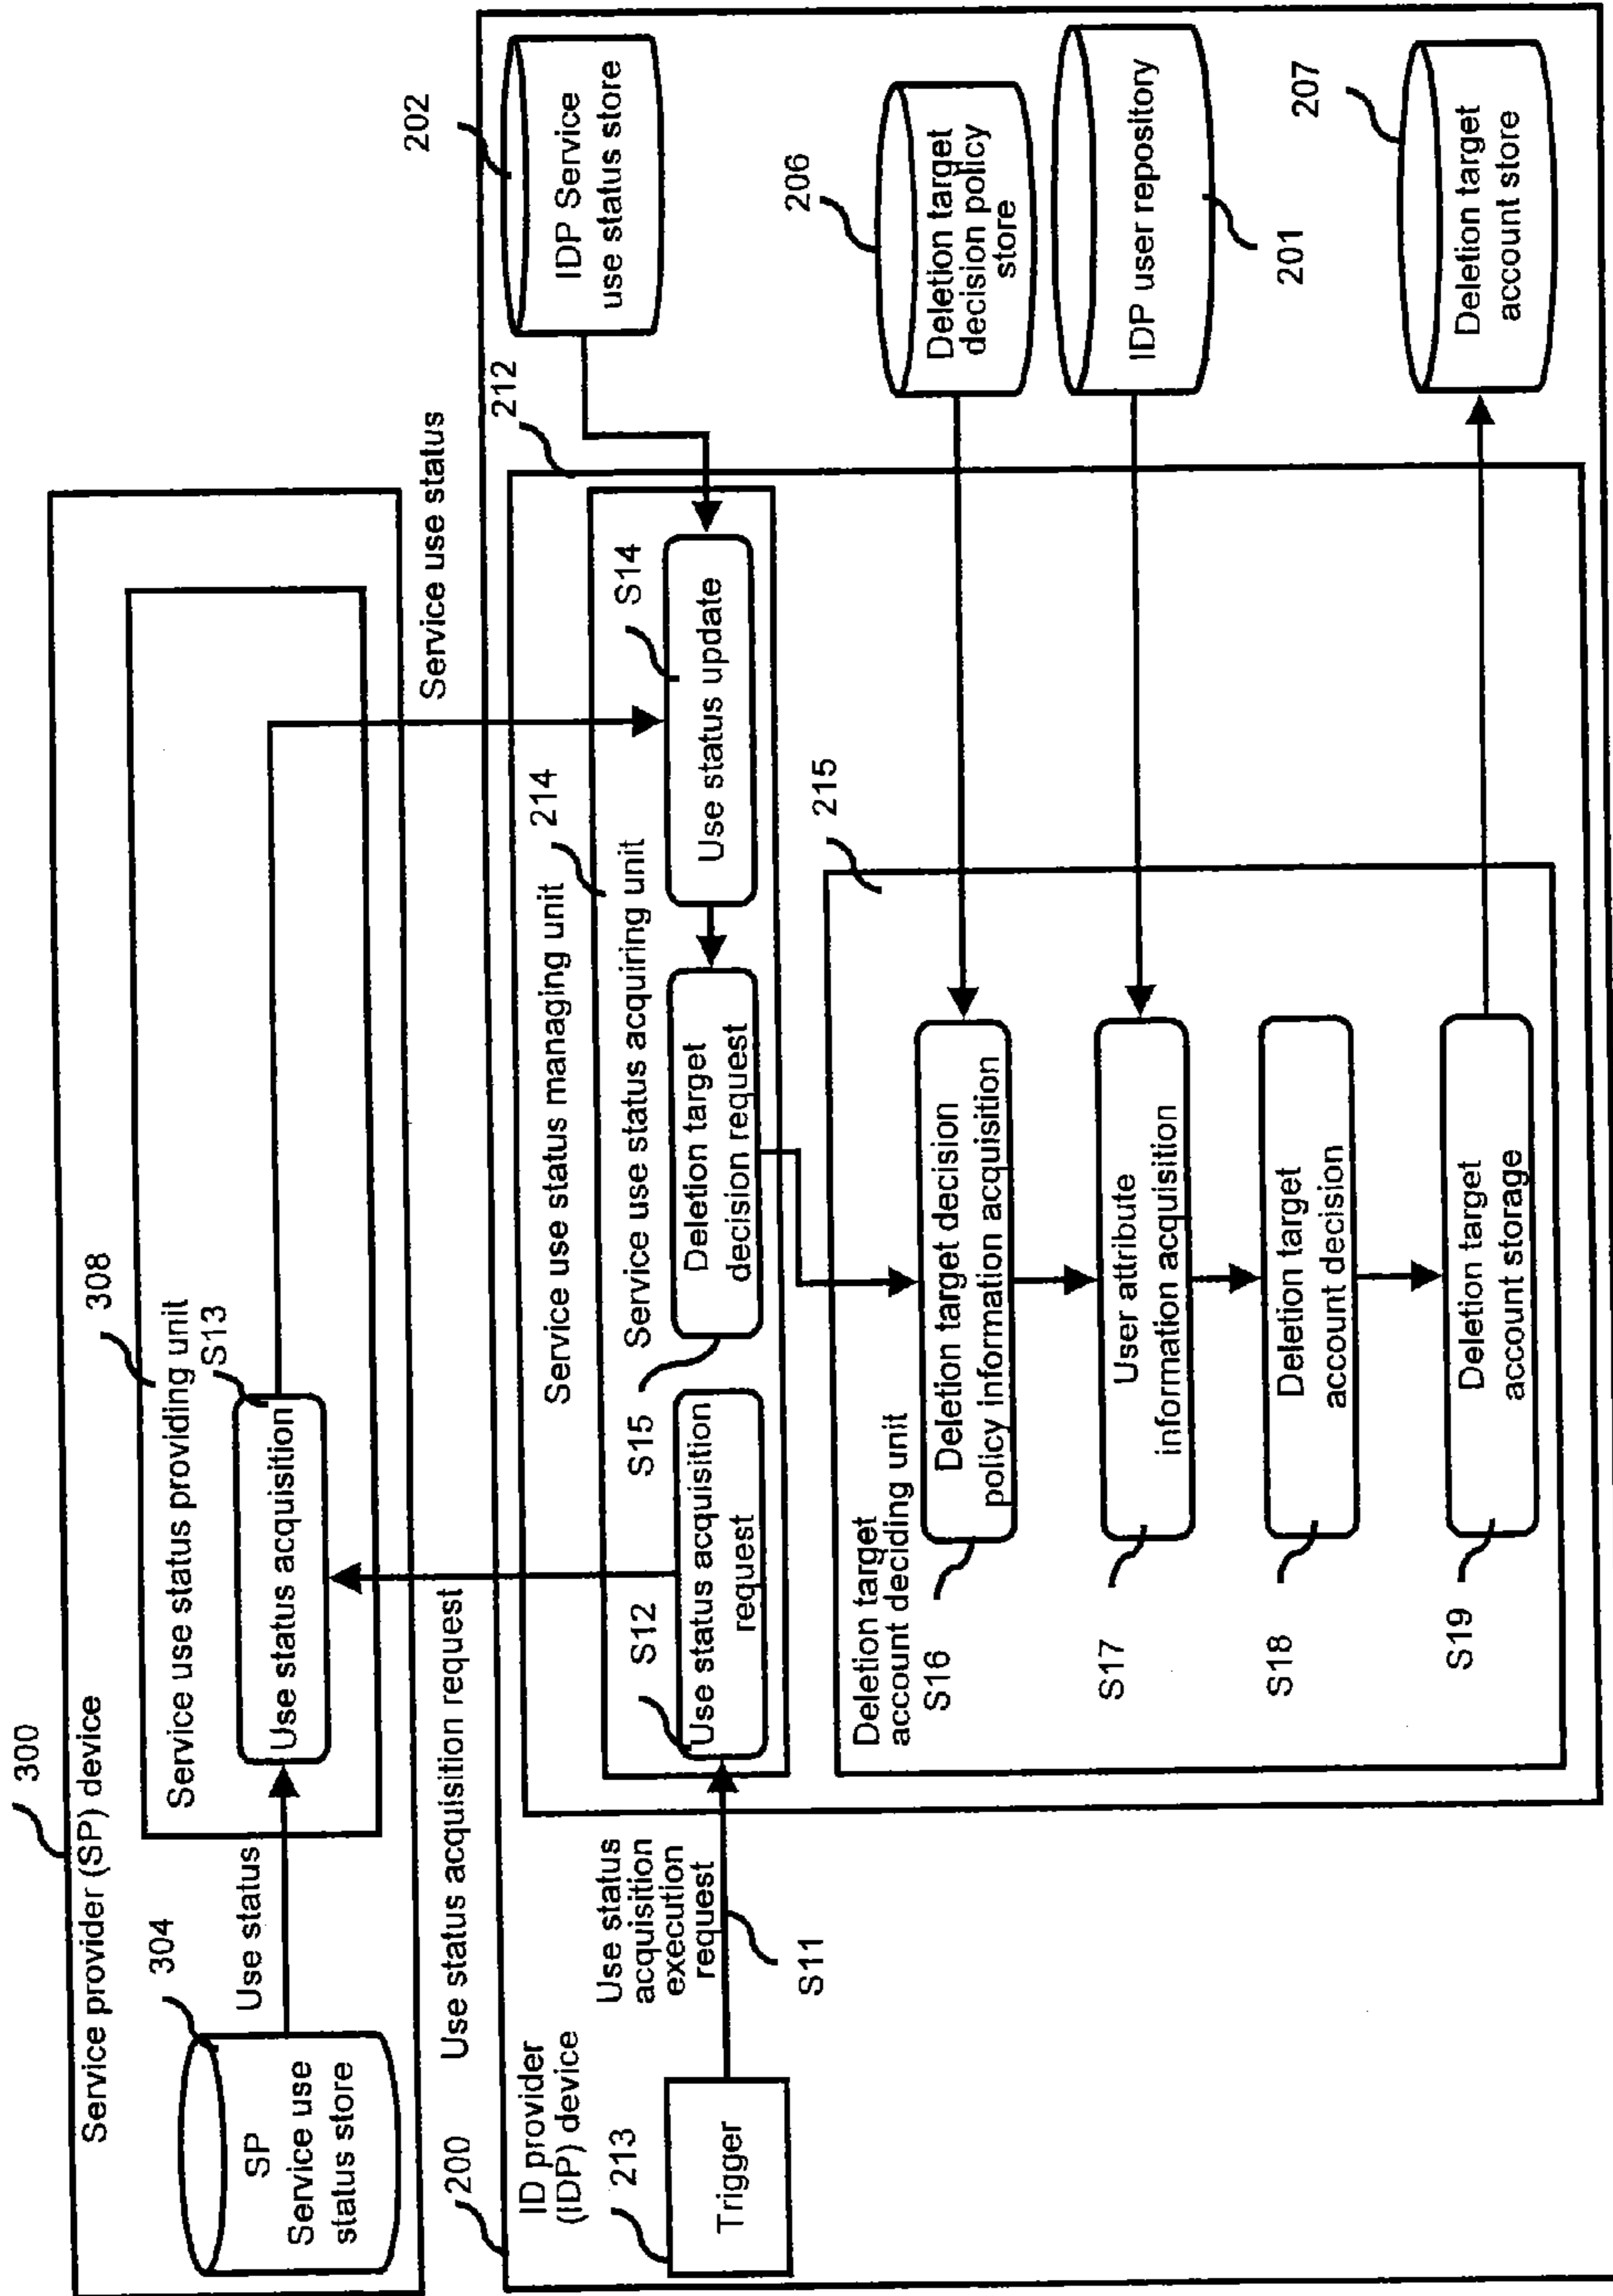 300
Service provider (SP) device
304
SP
Service use
status store
Use status
Service use status providing unit
308
S13
Use status acquisition
Use status acquisition request
Service use status
200
ID provider
(IDP) device
213
Trigger
Use status
acquisition
execution
request
S11
212
Service use status managing unit
214
Service use status acquiring unit
S12
Use status acquisition
request
S15
Deletion target
decision request
S14
Use status update
202
IDP Service
use status store
Deletion target
account deciding unit
215
S16
Deletion target decision
policy information acquisition
206
Deletion target
decision policy
store
S17
User attribute
information acquisition
IDP user repository
201
S18
Deletion target
account decision
S19
Deletion target
account storage
207
Deletion target
account store